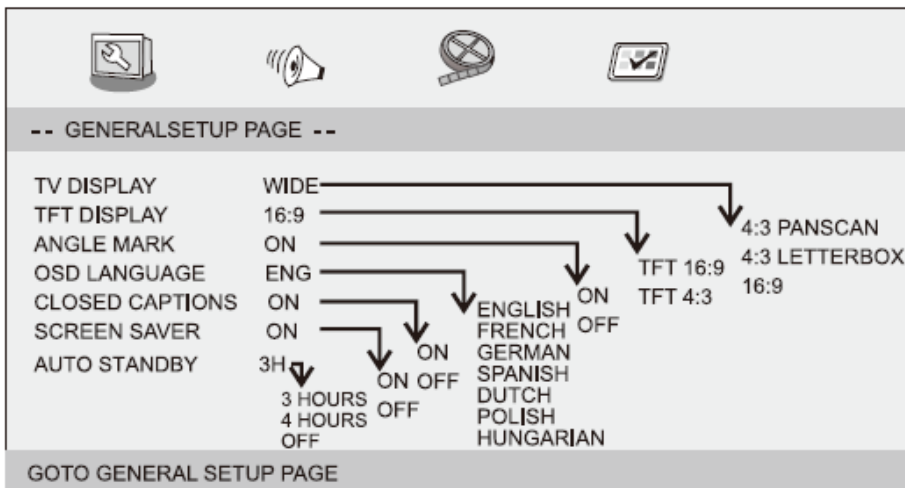 -- GENERALSETUP PAGE --
TV DISPLAY WIDE
TFT DISPLAY 16:9
ANGLE MARK ON
OSD LANGUAGE ENG
CLOSED CAPTIONS ON
SCREEN SAVER ON
AUTO STANDBY 3H
3 HOURS
4 HOURS
OFF
ON
OFF
ON
OFF
ENGLISH
FRENCH
GERMAN
SPANISH
DUTCH
POLISH
HUNGARIAN
ON
OFF
TFT 16:9
TFT 4:3
4:3 PANSCAN
4:3 LETTERBOX
16:9
GOTO GENERAL SETUP PAGE